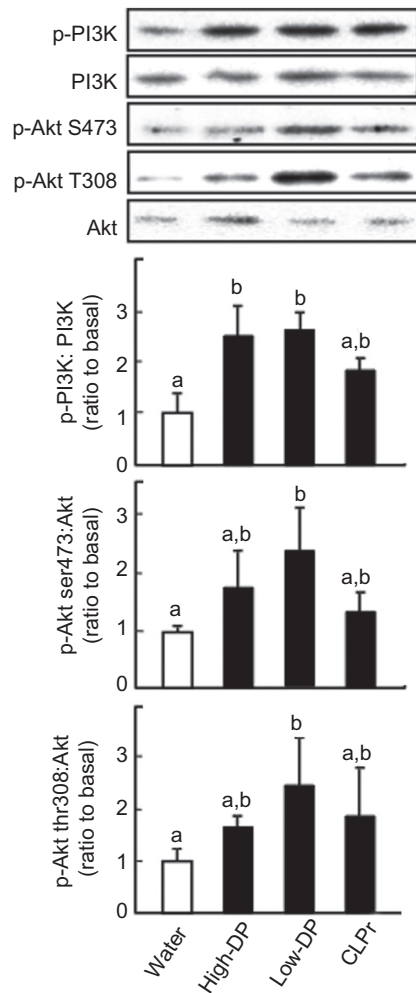 p-PI3K
PI3K
p-Akt S473
p-Akt T308
Akt
p-PI3K: PI3K
(ratio to basal)
3
2
1
0
a
b
b
a,b
p-Akt ser473:Akt
(ratio to basal)
3
2
1
0
a
a,b
b
a,b
p-Akt thr308:Akt
(ratio to basal)
3
2
1
0
a
a,b
b
a,b
Water
High-DP
Low-DP
CLPr